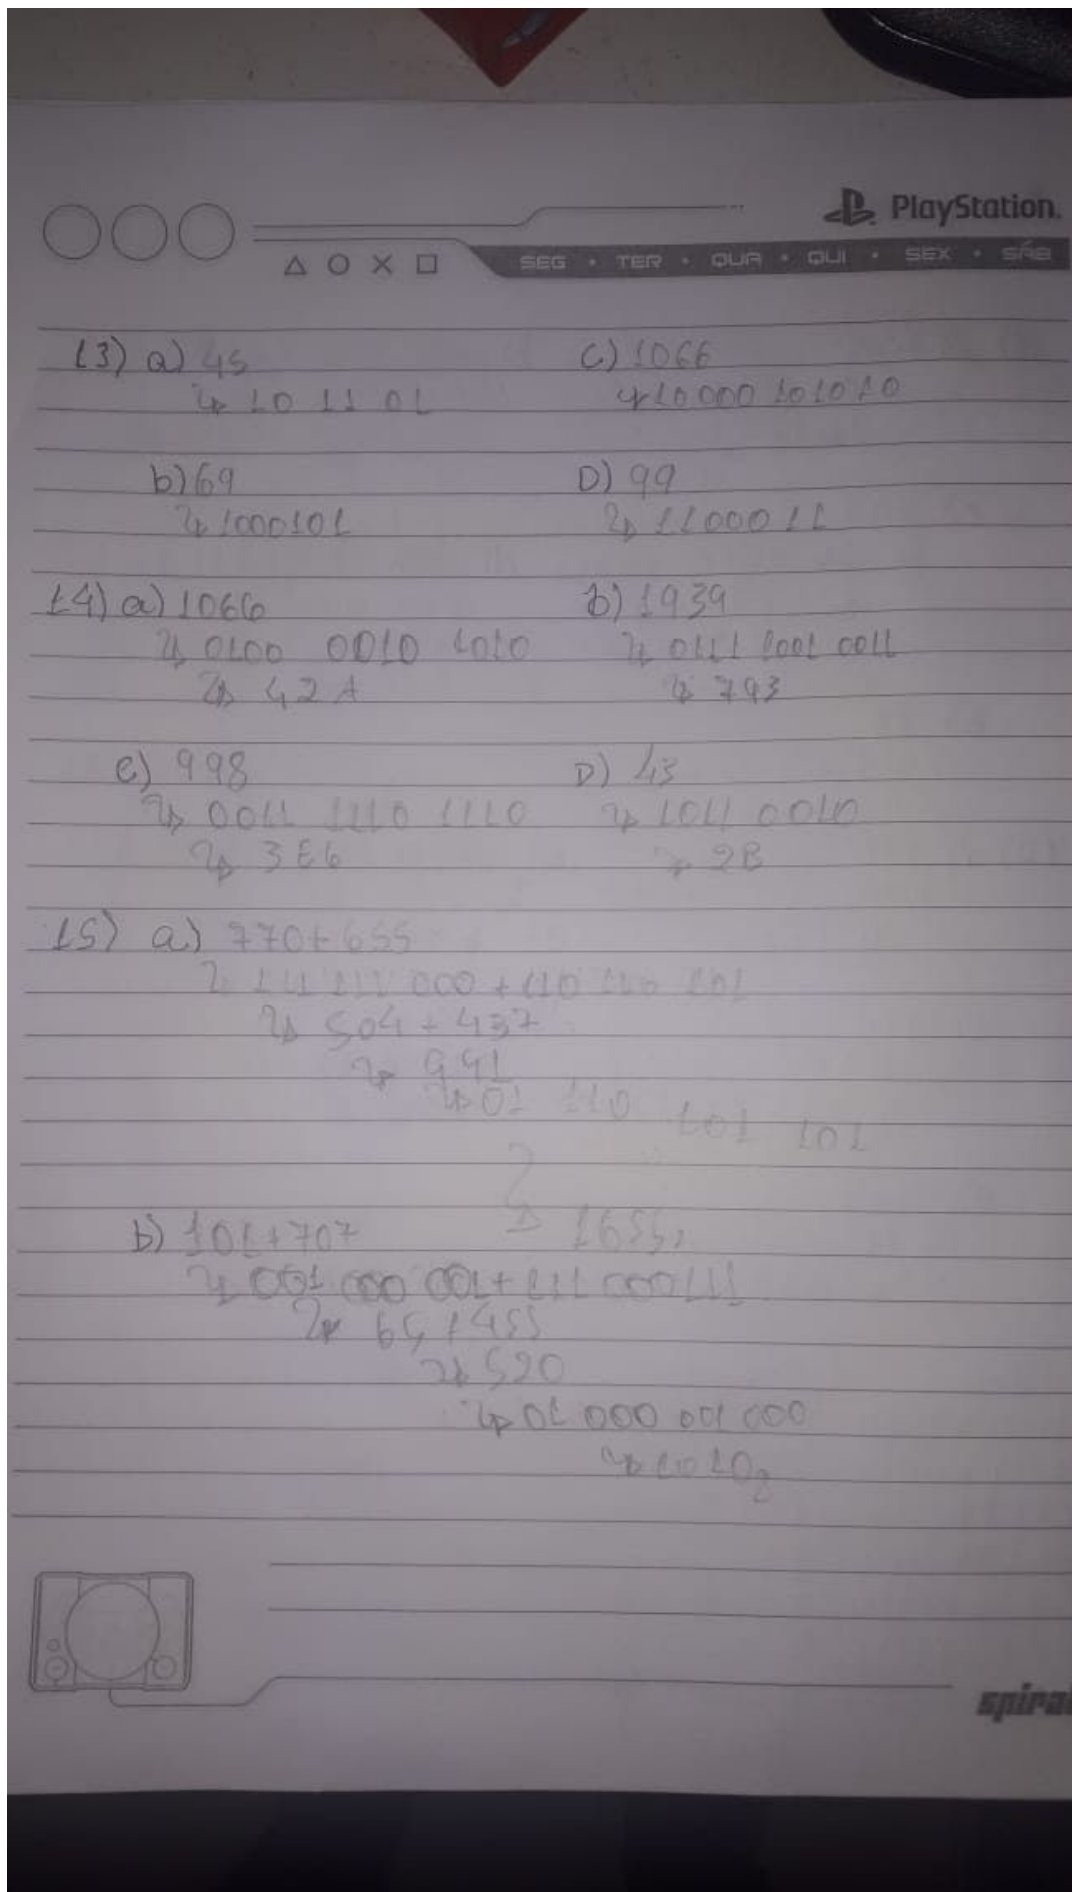 PlayStation.
SEG • TER • QUA • QUI • SEX • SÁB
13) a) 45
↳ 10 11 01
C) 1066
↳ 10000 101010
b) 69
↳ 1000101
D) 99
↳ 1100011
14) a) 1066
↳ 0100 0010 1010
↳ 42A
b) 1939
↳ 0111 1001 0011
↳ 793
C) 998
↳ 0011 1110 1110
↳ 3E6
D) 43
↳ 1011 0010
↳ 2B
15) a) 770+655
↳ 111 111 000 + 110 110 101
↳ 504 + 437
↳ 941
↳ 01 110 101 101
↳ 1655
b) 101+707
↳ 001 000 001 + 111 000 111
↳ 65 + 455
↳ 520
↳ 01 000 001 000
↳ 1010₈
spiral